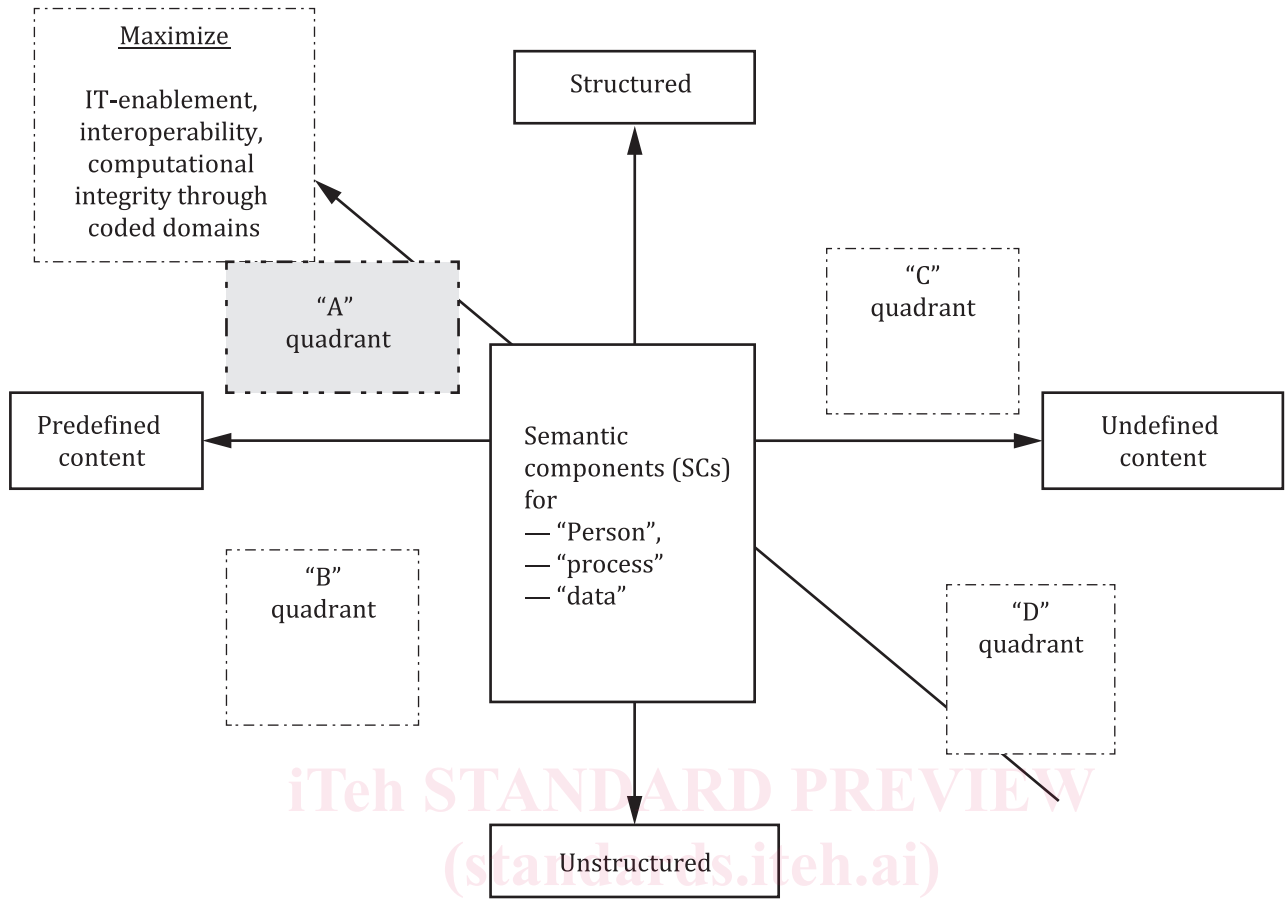 Maximize
IT-enablement,
interoperability,
computational
integrity through
coded domains
Structured
“A”
quadrant
“C”
quadrant
Predefined
content
Semantic
components (SCs)
for
— “Person”,
— “process”
— “data”
Undefined
content
“B”
quadrant
“D”
quadrant
iTeh STANDARD PREVIEW
Unstructured
(standards.iteh.ai)